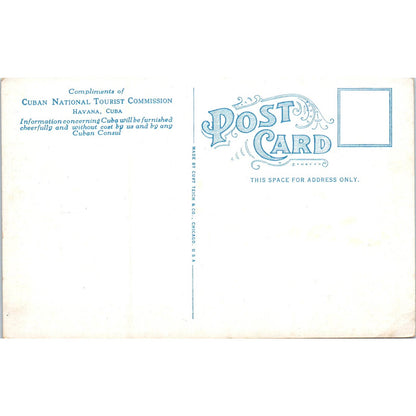 Compliments of
CUBAN NATIONAL TOURIST COMMISSION
HAVANA, CUBA
Information concerning Cuba will be furnished
cheerfully and without cost by us and by any
Cuban Consul
MADE BY CURT TEICH & CO., CHICAGO, U.S.A.
POST
CARD
THIS SPACE FOR ADDRESS ONLY.